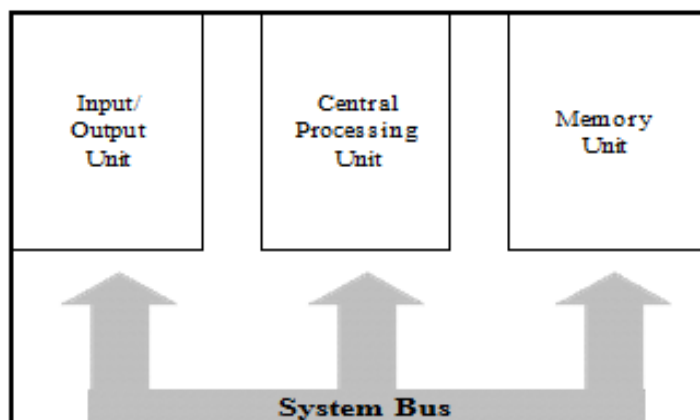 Input/
Output
Unit
Central
Processing
Unit
Memory
Unit
System Bus